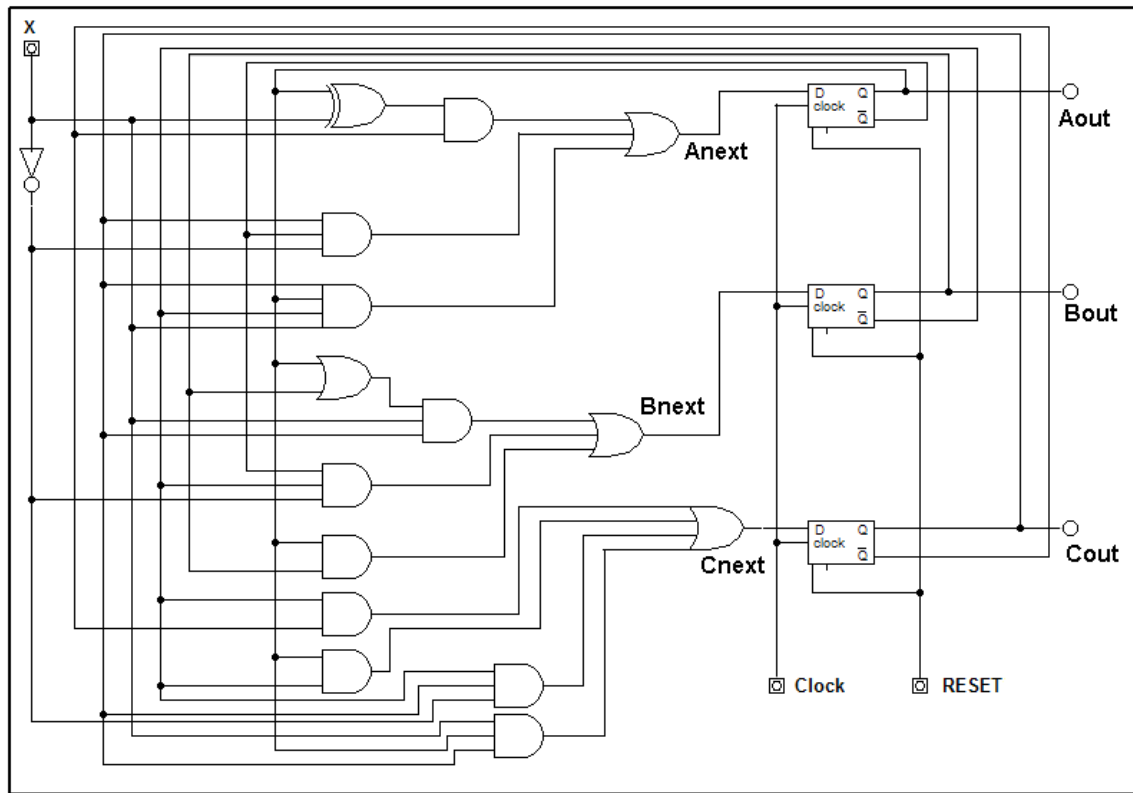 X
D Q
clock
Q
Aout
Anext
D Q
clock
Q
Bout
Bnext
D Q
clock
Q
Cout
Cnext
Clock
RESET